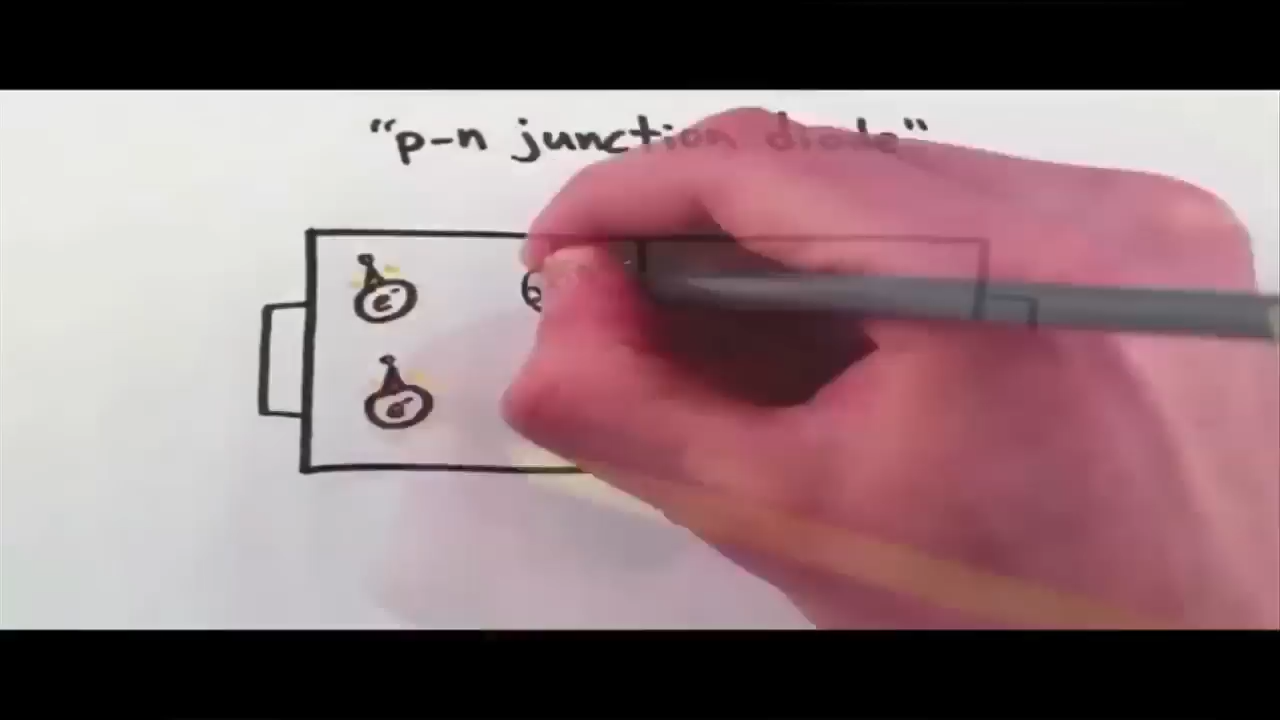 "p-n junction diode"
e⁻
e⁻